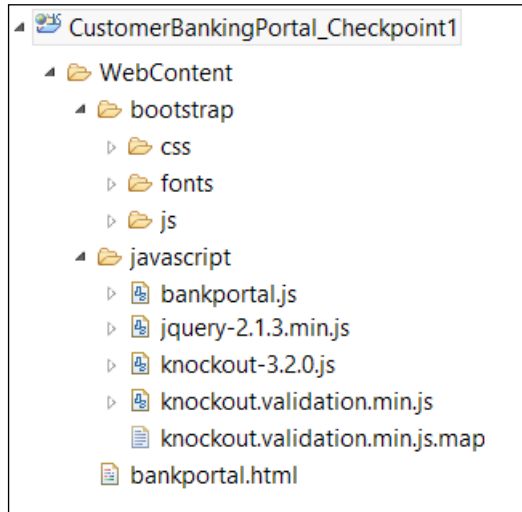 CustomerBankingPortal_Checkpoint1
WebContent
bootstrap
css
fonts
js
javascript
bankportal.js
jquery-2.1.3.min.js
knockout-3.2.0.js
knockout.validation.min.js
knockout.validation.min.js.map
bankportal.html